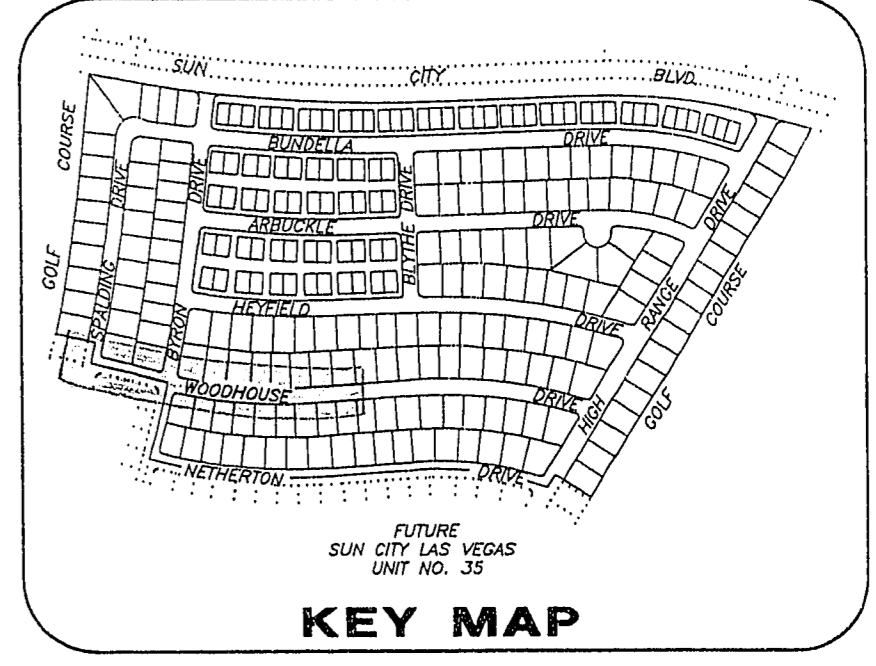 SUN CITY BLVD.
GOLF COURSE
BUNDELLA DRIVE
SPALDING DRIVE
BYRON DRIVE
BLYTHE DRIVE
ARBUCKLE DRIVE
HEYFIELD DRIVE
HIGH RANGE DRIVE
GOLF COURSE
WOODHOUSE DRIVE
NETHERTON DRIVE
FUTURE
SUN CITY LAS VEGAS
UNIT NO. 35
KEY MAP